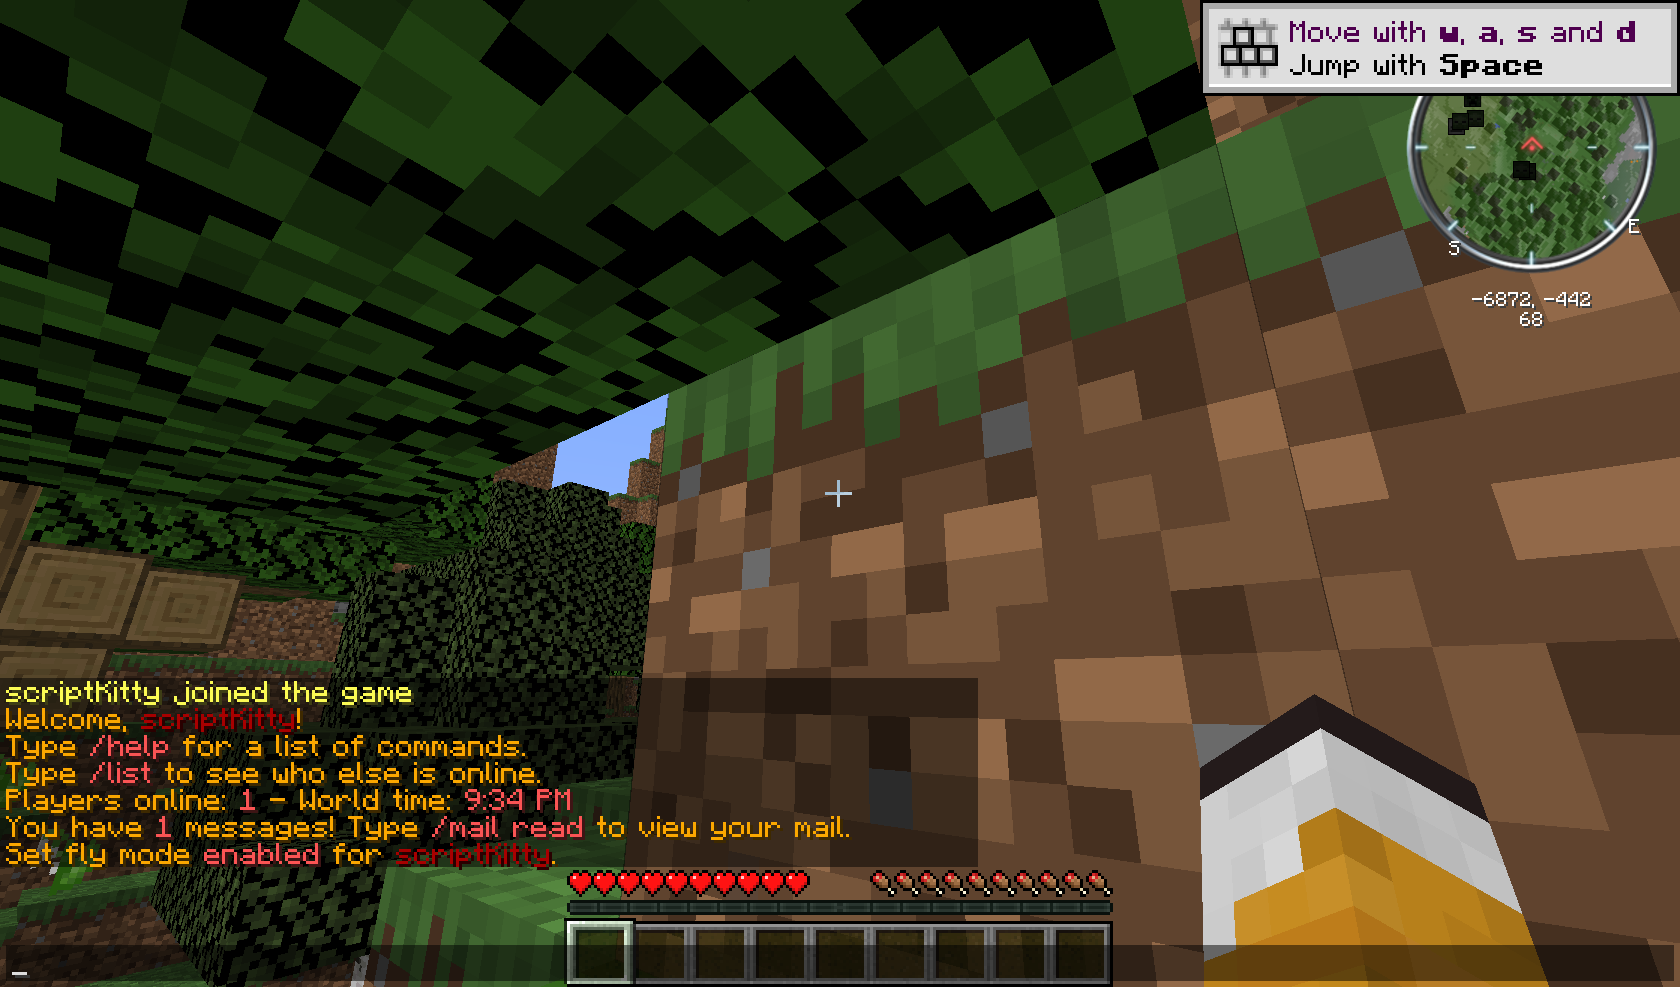 Move with w, a, s and d
Jump with Space
S
E
-6872, -442
68
scriptKitty joined the game
Welcome, scriptKitty!
Type /help for a list of commands.
Type /list to see who else is online.
Players online: 1 - World time: 9:34 PM
You have 1 messages! Type /mail read to view your mail.
Set fly mode enabled for scriptKitty.
_